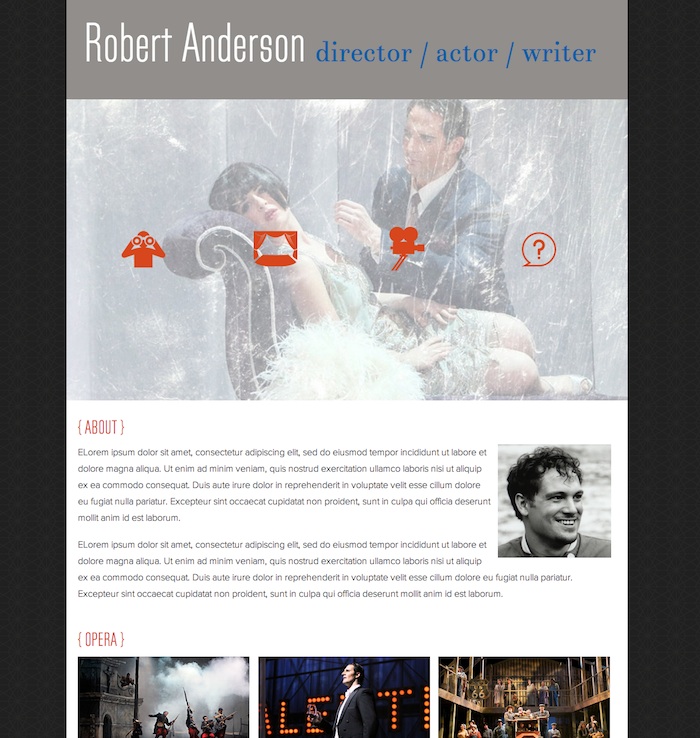 Robert Anderson director / actor / writer
?
{ ABOUT }
ELorem ipsum dolor sit amet, consectetur adipiscing elit, sed do eiusmod tempor incididunt ut labore et
dolore magna aliqua. Ut enim ad minim veniam, quis nostrud exercitation ullamco laboris nisi ut aliquip
ex ea commodo consequat. Duis aute irure dolor in reprehenderit in voluptate velit esse cillum dolore
eu fugiat nulla pariatur. Excepteur sint occaecat cupidatat non proident, sunt in culpa qui officia deserunt
mollit anim id est laborum.
ELorem ipsum dolor sit amet, consectetur adipiscing elit, sed do eiusmod tempor incididunt ut labore et
dolore magna aliqua. Ut enim ad minim veniam, quis nostrud exercitation ullamco laboris nisi ut aliquip
ex ea commodo consequat. Duis aute irure dolor in reprehenderit in voluptate velit esse cillum dolore eu fugiat nulla pariatur.
Excepteur sint occaecat cupidatat non proident, sunt in culpa qui officia deserunt mollit anim id est laborum.
{ OPERA }
66